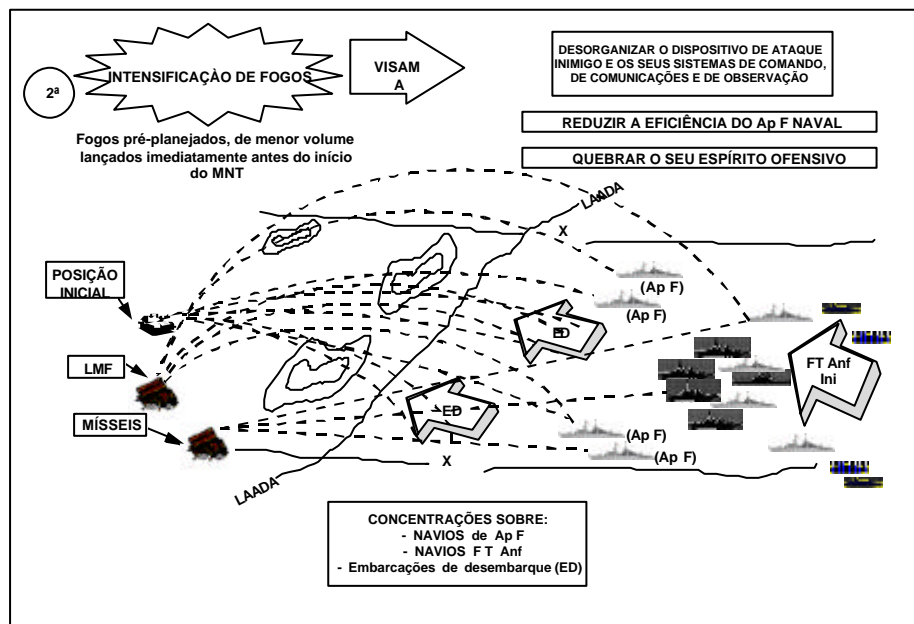 2ª
INTENSIFICAÇÀO DE FOGOS
VISAM
A
DESORGANIZAR O DISPOSITIVO DE ATAQUE
INIMIGO E OS SEUS SISTEMAS DE COMANDO,
DE COMUNICAÇÕES E DE OBSERVAÇÃO
Fogos pré-planejados, de menor volume
lançados imediatamente antes do início
do MNT
REDUZIR A EFICIÊNCIA DO Ap F NAVAL
QUEBRAR O SEU ESPÍRITO OFENSIVO
LAADA
X
POSIÇÃO
INICIAL
(Ap F)
(Ap F)
ED
LMF
FT Anf
Ini
MÍSSEIS
ED
(Ap F)
(Ap F)
X
LAADA
CONCENTRAÇÕES SOBRE:
- NAVIOS de Ap F
- NAVIOS F T Anf
- Embarcações de desembarque (ED)